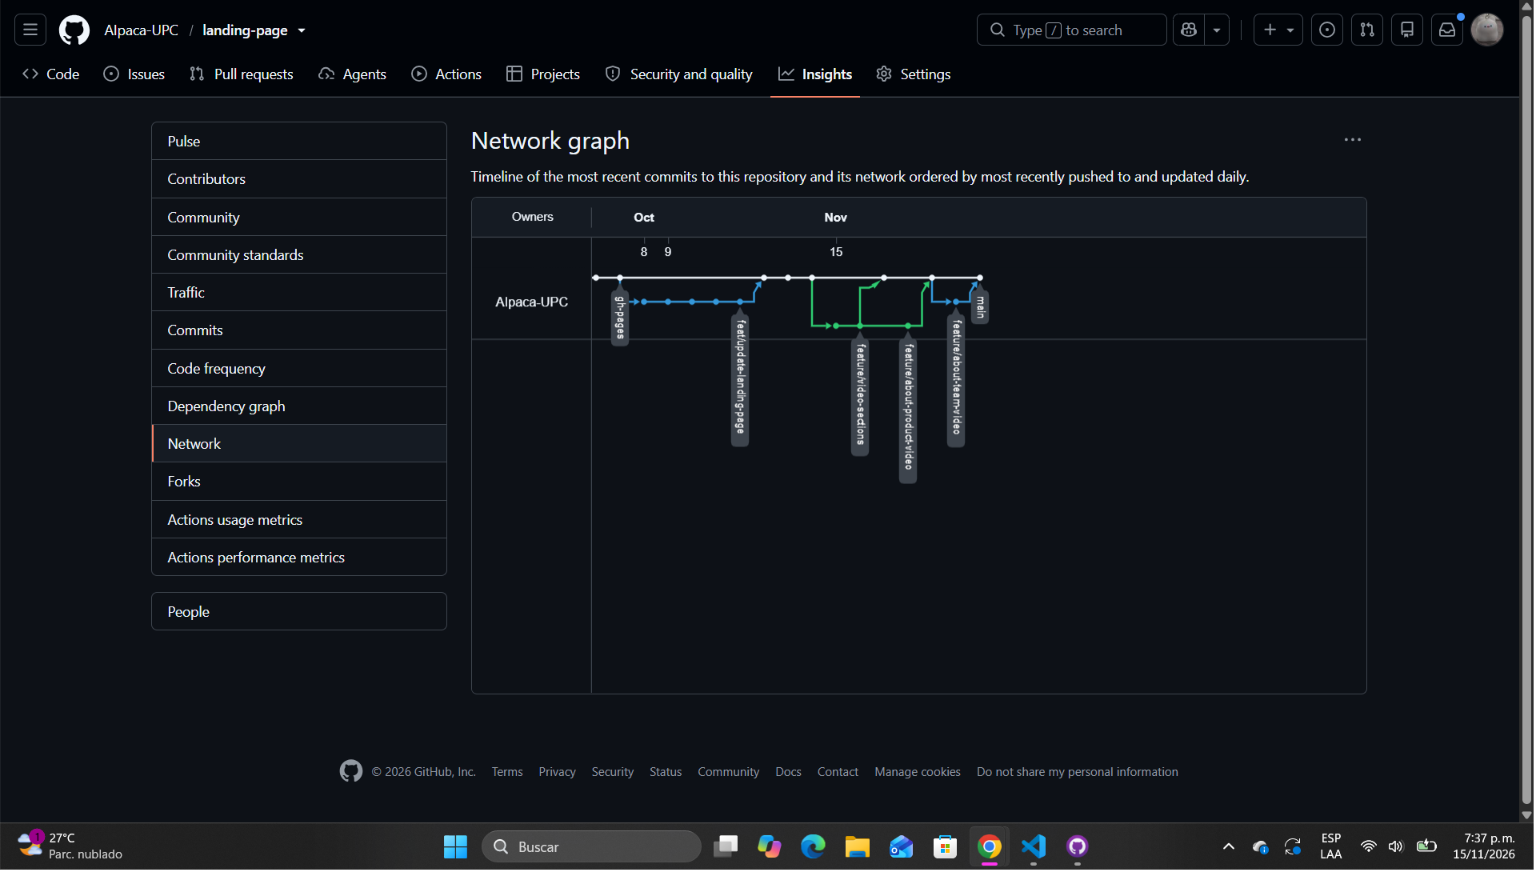 Alpaca-UPC / landing-page
Type / to search
Code Issues Pull requests Agents Actions Projects Security and quality Insights Settings
Pulse
Contributors
Community
Community standards
Traffic
Commits
Code frequency
Dependency graph
Network
Forks
Actions usage metrics
Actions performance metrics
People
Network graph
Timeline of the most recent commits to this repository and its network ordered by most recently pushed to and updated daily.
Owners Oct Nov
8 9 15
Alpaca-UPC
gh-pages
feat/update-landing-page
feature/video-sections
feature/about-product-video
feature/about-team-video
main
© 2026 GitHub, Inc. Terms Privacy Security Status Community Docs Contact Manage cookies Do not share my personal information
1
27°C
Parc. nublado
Buscar
ESP
LAA
7:37 p.m.
15/11/2026